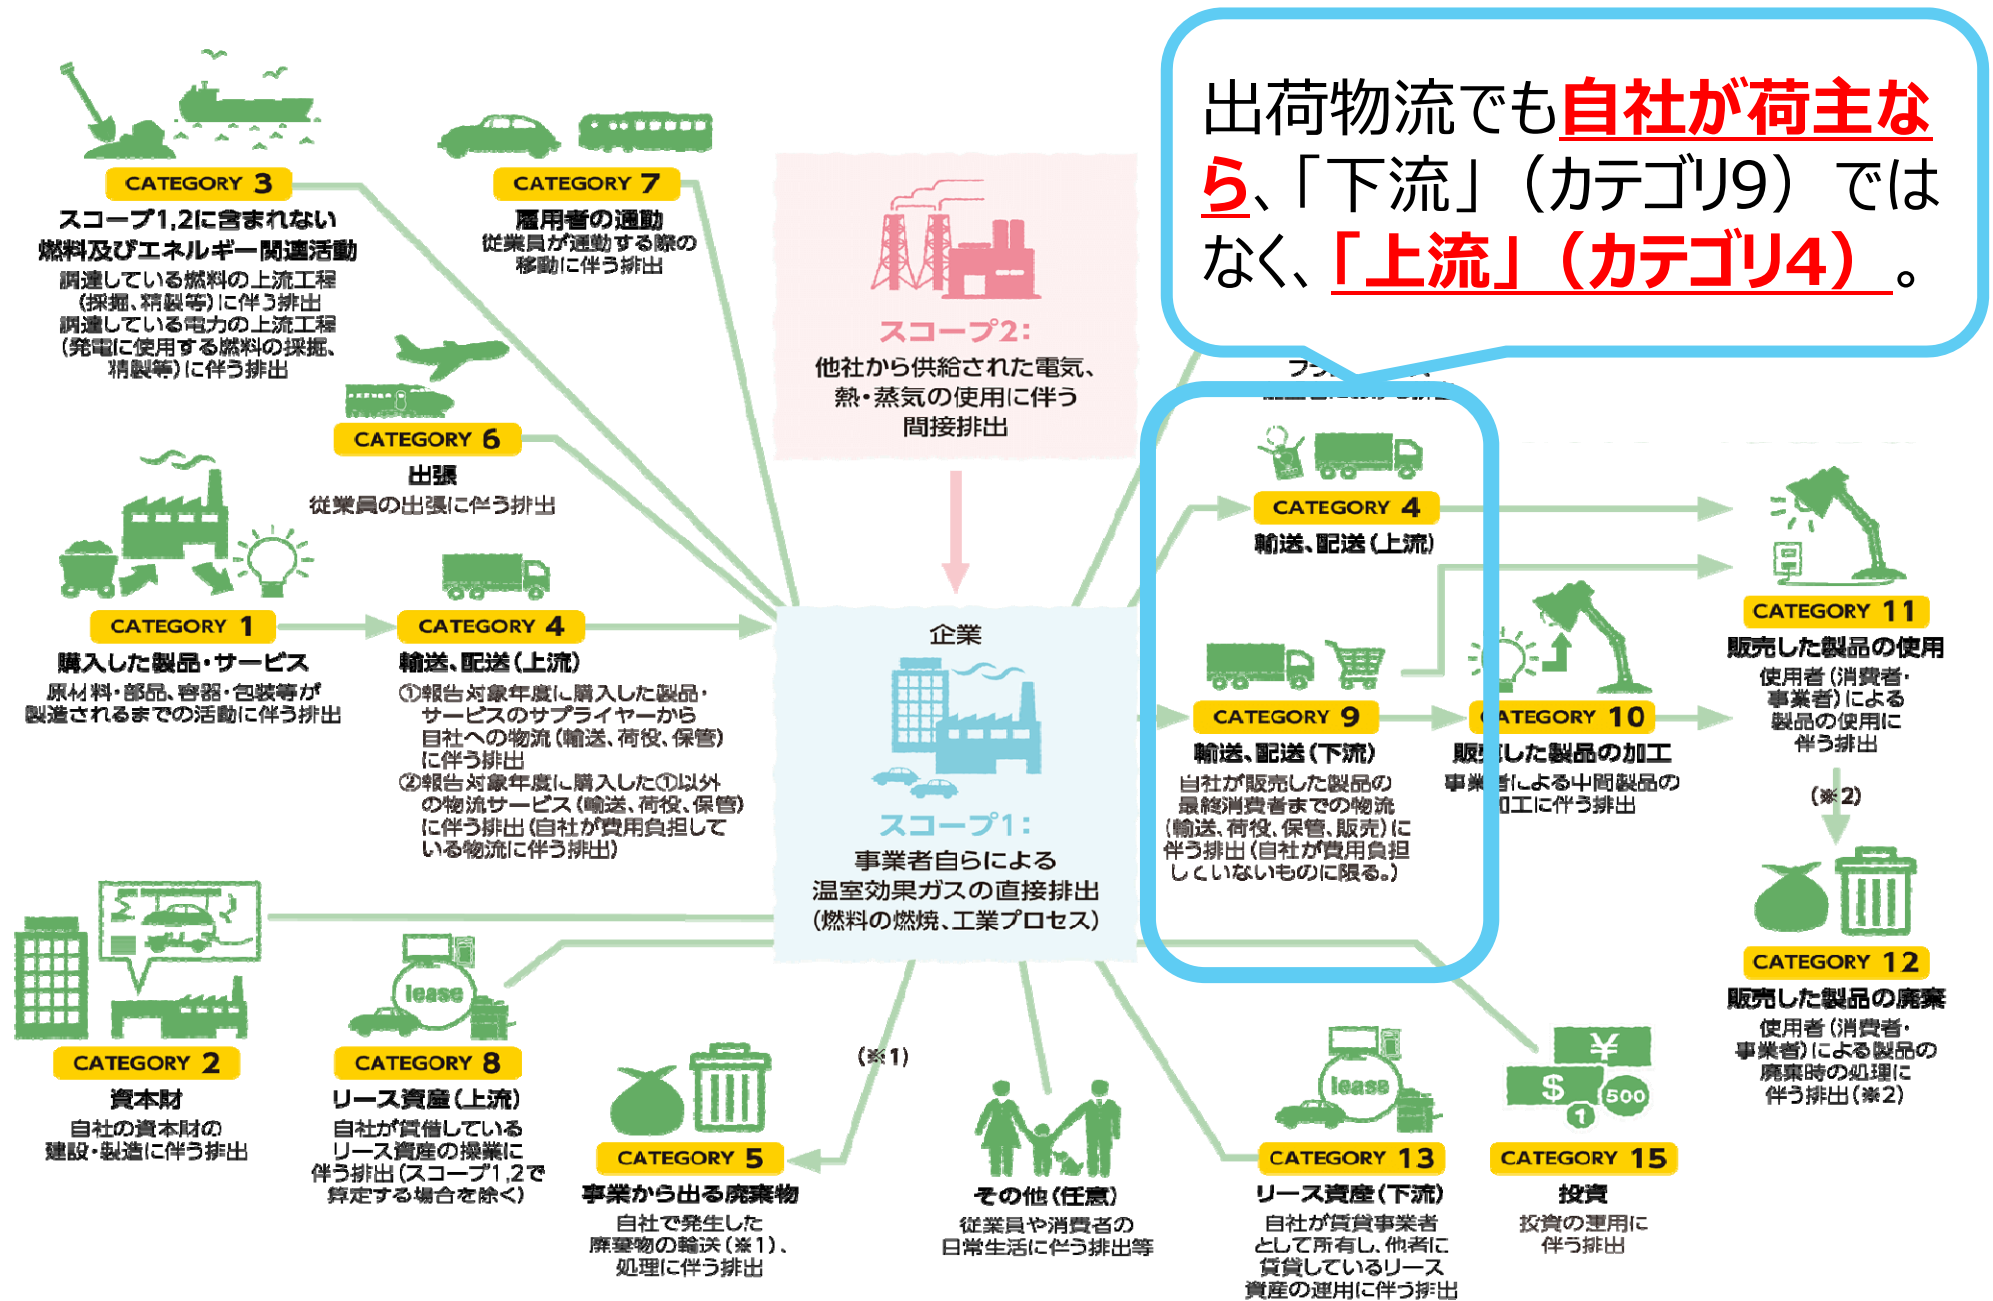 出荷物流でも自社が荷主な
ら、「下流」（カテゴリ9）では
なく、「上流」（カテゴリ4）。
CATEGORY 3
スコープ1,2に含まれない
燃料及びエネルギー関連活動
調達している燃料の上流工程
（採掘、精製等）に伴う排出
調達している電力の上流工程
（発電に使用する燃料の採掘、
精製等）に伴う排出
CATEGORY 7
雇用者の通勤
従業員が通勤する際の
移動に伴う排出
CATEGORY 6
出張
従業員の出張に伴う排出
スコープ2：
他社から供給された電気、
熱・蒸気の使用に伴う
間接排出
CATEGORY 1
購入した製品・サービス
原材料・部品、容器・包装等が
製造されるまでの活動に伴う排出
CATEGORY 4
輸送、配送（上流）
①報告対象年度に購入した製品・
サービスのサプライヤーから
自社への物流（輸送、荷役、保管）
に伴う排出
②報告対象年度に購入した①以外
の物流サービス（輸送、荷役、保管）
に伴う排出（自社が費用負担して
いる物流に伴う排出）
企業
スコープ1：
事業者自らによる
温室効果ガスの直接排出
（燃料の燃焼、工業プロセス）
CATEGORY 4
輸送、配送（上流）
CATEGORY 9
輸送、配送（下流）
自社が販売した製品の
最終消費者までの物流
（輸送、荷役、保管、販売）に
伴う排出（自社が費用負担
していないものに限る。）
CATEGORY 10
販売した製品の加工
事業者による中間製品の
加工に伴う排出
CATEGORY 11
販売した製品の使用
使用者（消費者・
事業者）による
製品の使用に
伴う排出
（※2）
CATEGORY 12
販売した製品の廃棄
使用者（消費者・
事業者）による製品の
廃棄時の処理に
伴う排出（※2）
CATEGORY 2
資本財
自社の資本財の
建設・製造に伴う排出
lease
CATEGORY 8
リース資産（上流）
自社が賃借している
リース資産の操業に
伴う排出（スコープ1,2で
算定する場合を除く）
（※1）
CATEGORY 5
事業から出る廃棄物
自社で発生した
廃棄物の輸送（※1）、
処理に伴う排出
その他（任意）
従業員や消費者の
日常生活に伴う排出等
lease
CATEGORY 13
リース資産（下流）
自社が賃貸事業者
として所有し、他者に
賃貸しているリース
資産の運用に伴う排出
¥
$
1
500
CATEGORY 15
投資
投資の運用に
伴う排出